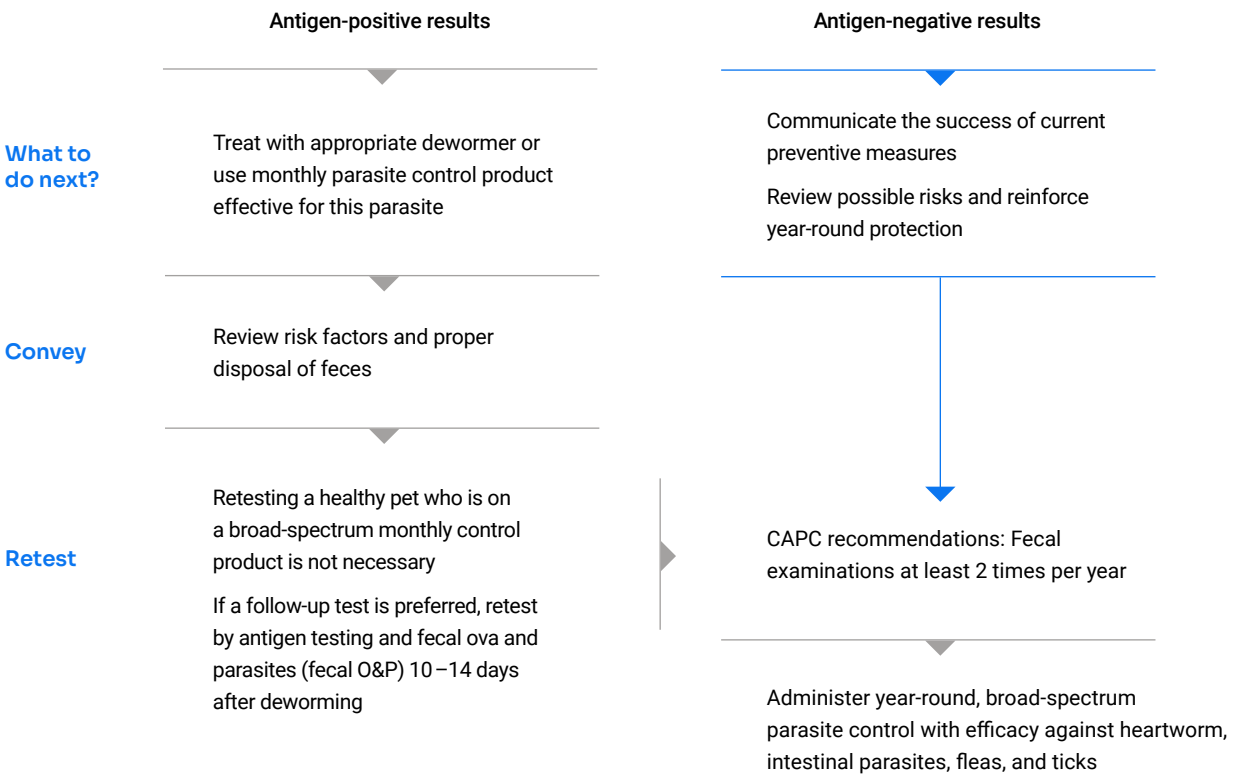 Antigen-positive results
Antigen-negative results
What to
do next?
Treat with appropriate dewormer or
use monthly parasite control product
effective for this parasite
Communicate the success of current
preventive measures
Review possible risks and reinforce
year-round protection
Convey
Review risk factors and proper
disposal of feces
Retest
Retesting a healthy pet who is on
a broad-spectrum monthly control
product is not necessary
If a follow-up test is preferred, retest
by antigen testing and fecal ova and
parasites (fecal O&P) 10–14 days
after deworming
CAPC recommendations: Fecal
examinations at least 2 times per year
Administer year-round, broad-spectrum
parasite control with efficacy against heartworm,
intestinal parasites, fleas, and ticks